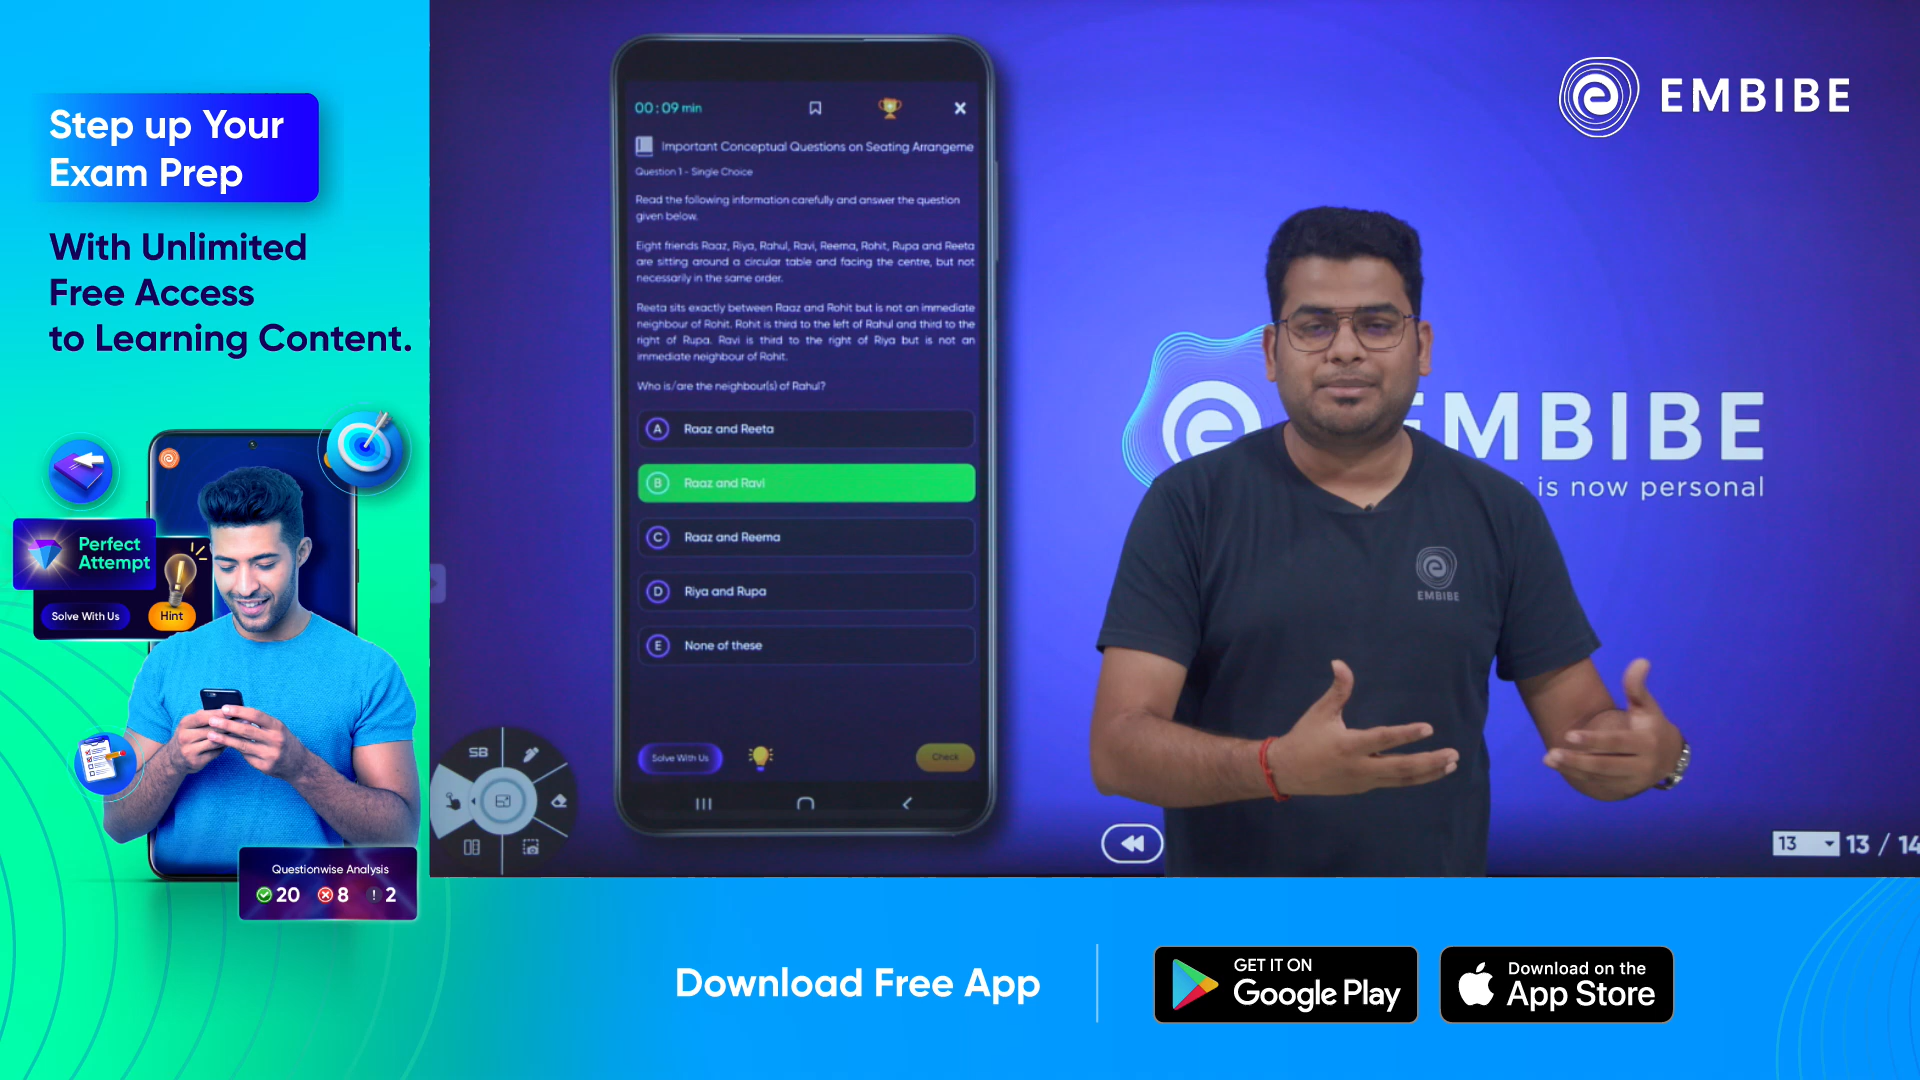 Step up Your
Exam Prep
With Unlimited
Free Access
to Learning Content.
Perfect
Attempt
Solve With Us
Hint
Questionwise Analysis
20 8 2
00:09 min
Important Conceptual Questions on Seating Arrangeme
Question 1 - Single Choice
Read the following information carefully and answer the question
given below.
Eight friends Raaz, Riya, Rahul, Ravi, Reema, Rohit, Rupa and Reeta
are sitting around a circular table and facing the centre, but not
necessarily in the same order.
Reeta sits exactly between Raaz and Rohit but is not an immediate
neighbour of Rohit. Rohit is third to the left of Rahul and third to the
right of Rupa. Ravi is third to the right of Riya but is not an
immediate neighbour of Rohit.
Who is/are the neighbour(s) of Rahul?
A Raaz and Reeta
B Raaz and Ravi
C Raaz and Reema
D Riya and Rupa
E None of these
Solve With Us
Check
SB
EMBIBE
EMBIBE
is now personal
EMBIBE
13 13 / 14
Download Free App
GET IT ON
Google Play
Download on the
App Store